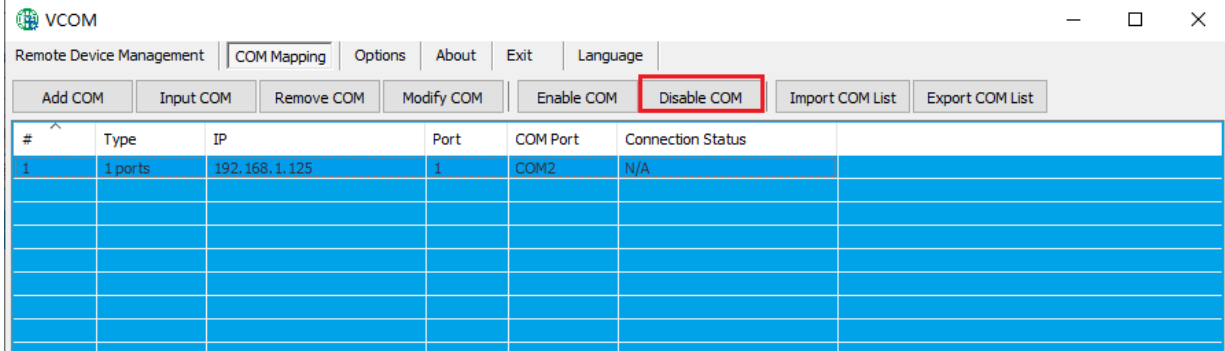 VCOM
Remote Device Management COM Mapping Options About Exit Language
Add COM Input COM Remove COM Modify COM Enable COM Disable COM Import COM List Export COM List
# Type IP Port COM Port Connection Status
1 1 ports 192.168.1.125 1 COM2 N/A